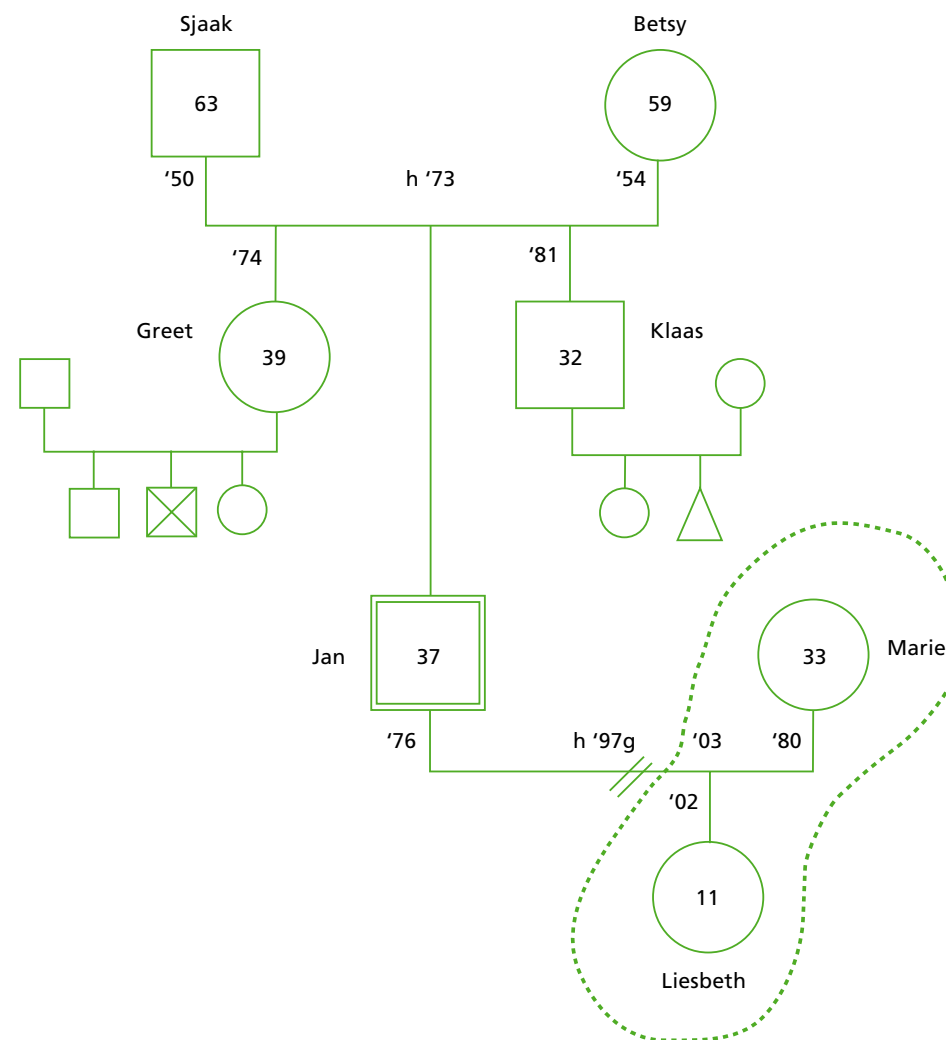 Sjaak Betsy
63 59
‘50 h ‘73 ‘54
‘74 ‘81
Greet Klaas
39 32
Jan 37 33 Marie
‘76 h ‘97g ‘03 ‘80
‘02
11
Liesbeth